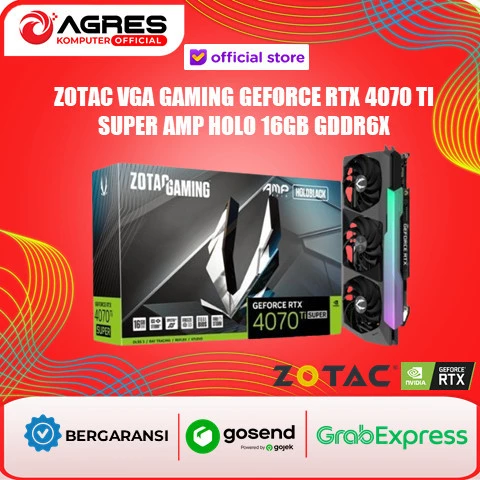 AGRES
KOMPUTER OFFICIAL
official store
ZOTAC VGA GAMING GEFORCE RTX 4070 TI
SUPER AMP HOLO 16GB GDDR6X
ZOTAC GAMING
AMP
HOLOBLACK
GEFORCE RTX
4070 Ti
SUPER
16GB
4070 Ti
SUPER
GEFORCE RTX
ZOTAC
NVIDIA
GEFORCE
RTX
BERGARANSI
gosend
Powered by gojek
GrabExpress